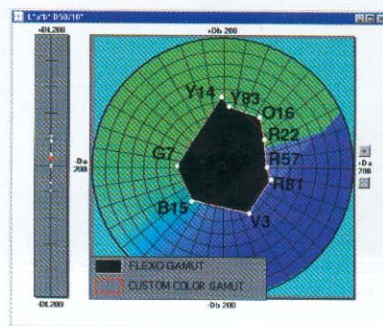 L*a*b* D50/10°
+DL200
+Db 200
Y14
Y83
O16
R22
G7
R57
-Da
200
+Da
200
R81
B15
V3
FLEXO GAMUT
CUSTOM COLOR GAMUT
-DL200
-Db 200